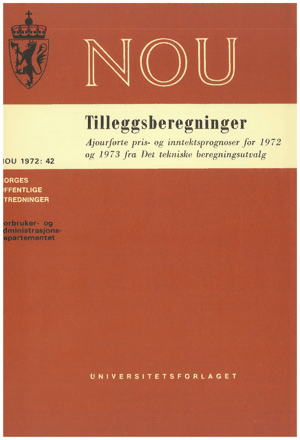 NOU
Tilleggsberegninger
Ajourførte pris- og inntektsprognoser for 1972
og 1973 fra Det tekniske beregningsutvalg
NOU 1972: 42
ORGES
FFENTLIGE
TREDNINGER
orbruker- og
dministrasjons-
epartementet
UNIVERSITETSFORLAGET